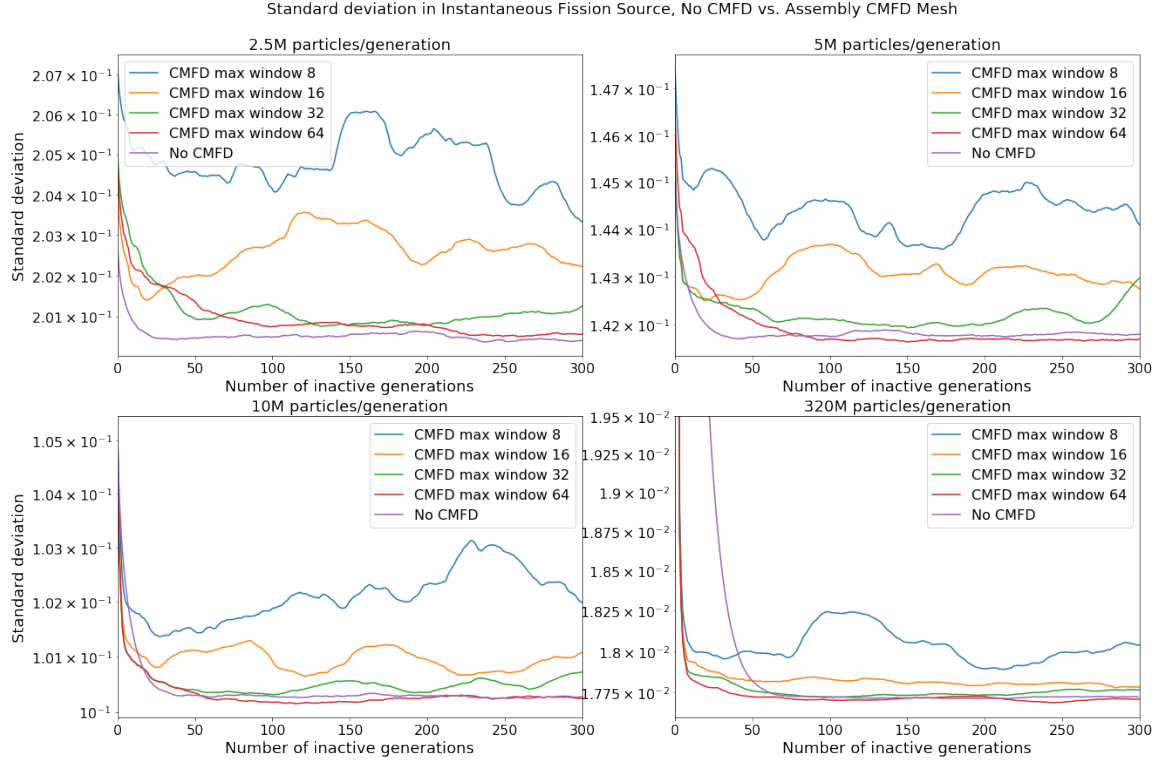 Standard deviation in Instantaneous Fission Source, No CMFD vs. Assembly CMFD Mesh
2.5M particles/generation
2.07 × 10⁻¹
2.06 × 10⁻¹
2.05 × 10⁻¹
2.04 × 10⁻¹
2.03 × 10⁻¹
2.02 × 10⁻¹
2.01 × 10⁻¹
Standard deviation
CMFD max window 8
CMFD max window 16
CMFD max window 32
CMFD max window 64
No CMFD
0 50 100 150 200 250 300
Number of inactive generations
5M particles/generation
1.47 × 10⁻¹
1.46 × 10⁻¹
1.45 × 10⁻¹
1.44 × 10⁻¹
1.43 × 10⁻¹
1.42 × 10⁻¹
CMFD max window 8
CMFD max window 16
CMFD max window 32
CMFD max window 64
No CMFD
0 50 100 150 200 250 300
Number of inactive generations
10M particles/generation
1.05 × 10⁻¹
1.04 × 10⁻¹
1.03 × 10⁻¹
1.02 × 10⁻¹
1.01 × 10⁻¹
10⁻¹
Standard deviation
CMFD max window 8
CMFD max window 16
CMFD max window 32
CMFD max window 64
No CMFD
0 50 100 150 200 250 300
Number of inactive generations
320M particles/generation
1.95 × 10⁻²
1.925 × 10⁻²
1.9 × 10⁻²
1.875 × 10⁻²
1.85 × 10⁻²
1.825 × 10⁻²
1.8 × 10⁻²
1.775 × 10⁻²
CMFD max window 8
CMFD max window 16
CMFD max window 32
CMFD max window 64
No CMFD
0 50 100 150 200 250 300
Number of inactive generations